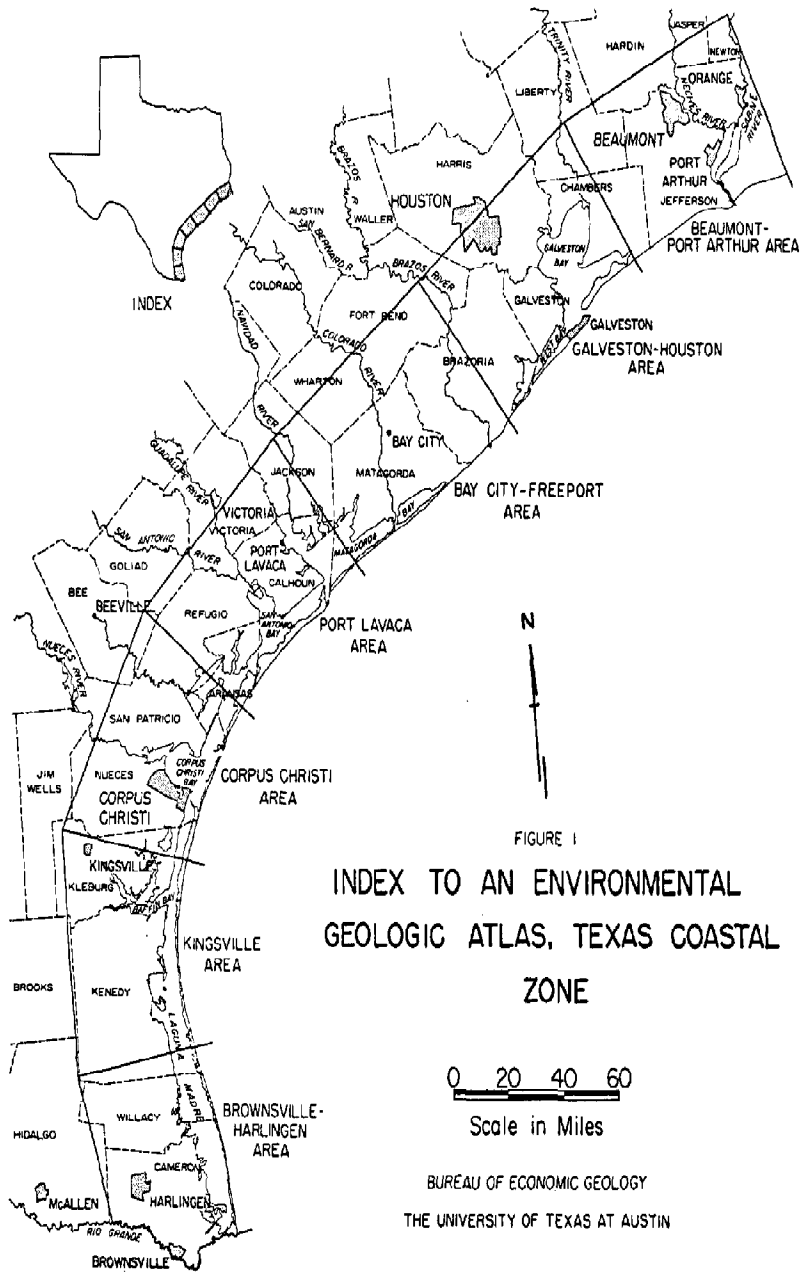 JASPER
HARDIN
NEWTON
ORANGE
TRINITY RIVER
LIBERTY
NECHES RIVER
SABINE RIVER
BEAUMONT
PORT ARTHUR
JEFFERSON
CHAMBERS
BEAUMONT-
PORT ARTHUR AREA
HARRIS
HOUSTON
BRAZOS R.
WALLER
AUSTIN
SAN BERNARD R.
BRAZOS RIVER
GALVESTON
BAY
GALVESTON
GALVESTON
WEST BAY
GALVESTON-HOUSTON
AREA
INDEX
COLORADO
FORT BEND
NAVIDAD RIVER
COLORADO RIVER
BRAZORIA
WHARTON
BAY CITY
JACKSON
MATAGORDA
MATAGORDA BAY
BAY CITY-FREEPORT
AREA
GUADALUPE RIVER
VICTORIA
VICTORIA
PORT
LAVACA
CALHOUN
SAN ANTONIO RIVER
GOLIAD
BEE
BEEVILLE
REFUGIO
SAN
ANTONIO
BAY
PORT LAVACA
AREA
NUECES RIVER
ARANSAS
SAN PATRICIO
N
JIM
WELLS
NUECES
CORPUS
CHRISTI
BAY
CORPUS
CHRISTI
CORPUS CHRISTI
AREA
KINGSVILLE
KLEBURG
BAFFIN BAY
KINGSVILLE
AREA
BROOKS
KENEDY
LAGUNA MADRE
WILLACY
BROWNSVILLE-
HARLINGEN
AREA
HIDALGO
CAMERON
McALLEN
HARLINGEN
RIO GRANDE
BROWNSVILLE
FIGURE 1
INDEX TO AN ENVIRONMENTAL
GEOLOGIC ATLAS, TEXAS COASTAL
ZONE
0 20 40 60
Scale in Miles
BUREAU OF ECONOMIC GEOLOGY
THE UNIVERSITY OF TEXAS AT AUSTIN